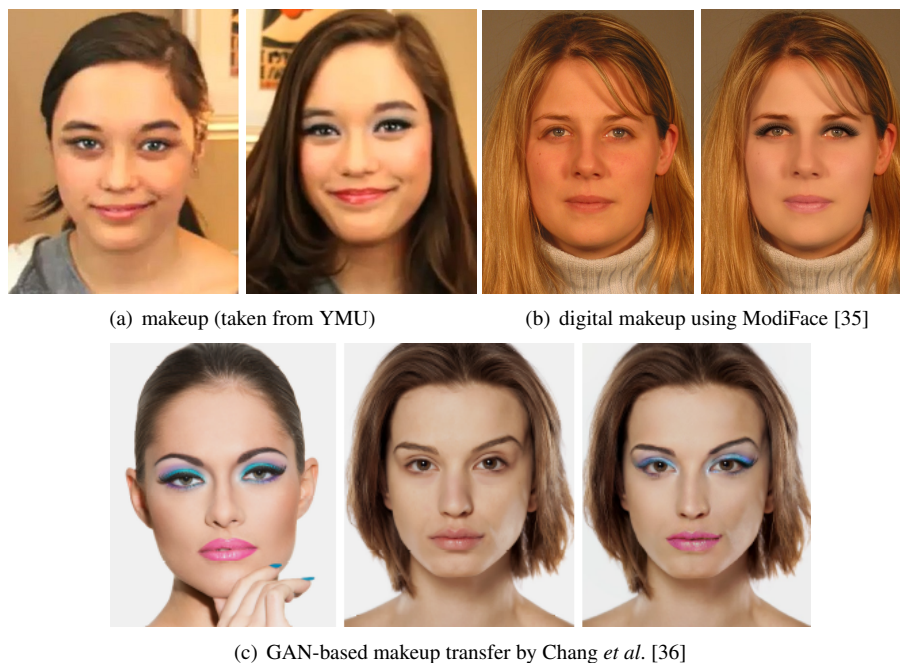 (a) makeup (taken from YMU)
(b) digital makeup using ModiFace [35]
(c) GAN-based makeup transfer by Chang et al. [36]